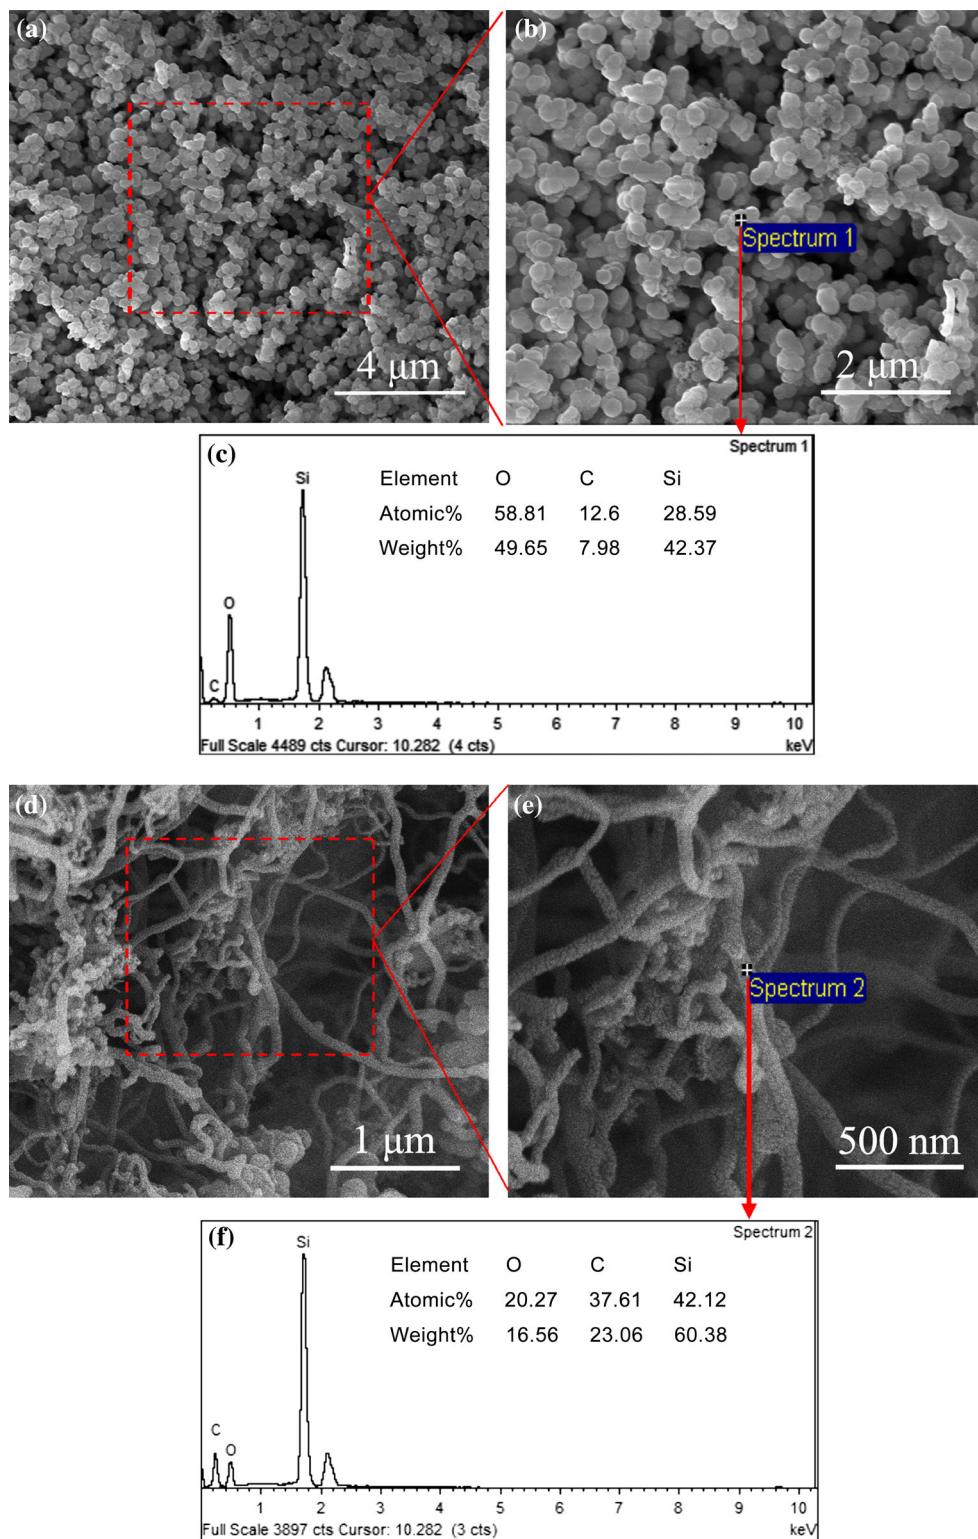 (a)
4 μm
(b)
Spectrum 1
2 μm
(c)
Spectrum 1
Element O C Si
Atomic% 58.81 12.6 28.59
Weight% 49.65 7.98 42.37
Si
O
C
1 2 3 4 5 6 7 8 9 10
Full Scale 4489 cts Cursor: 10.282 (4 cts) keV
(d)
1 μm
(e)
Spectrum 2
500 nm
(f)
Spectrum 2
Si
Element O C Si
Atomic% 20.27 37.61 42.12
Weight% 16.56 23.06 60.38
C
O
1 2 3 4 5 6 7 8 9 10
Full Scale 3897 cts Cursor: 10.282 (3 cts) keV